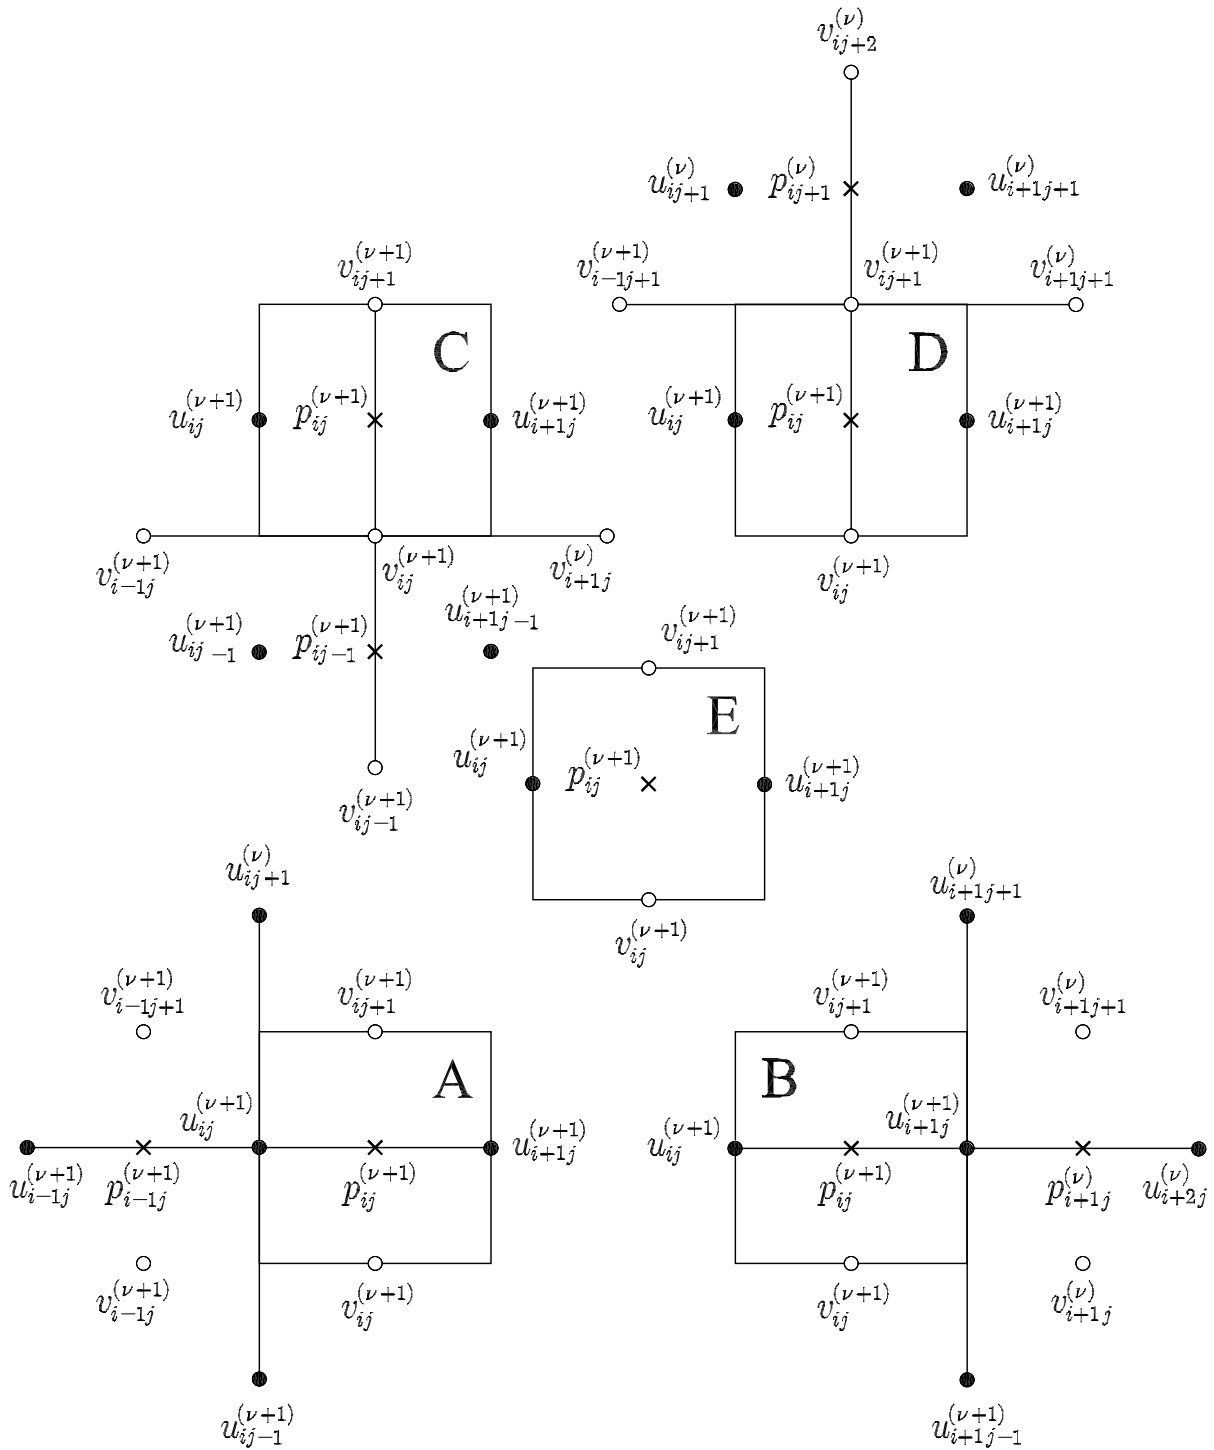 v_{ij+2}^{(ν)}
u_{ij+1}^{(ν)} p_{ij+1}^{(ν)} u_{i+1j+1}^{(ν)}
v_{ij+1}^{(ν+1)} v_{i-1j+1}^{(ν+1)} v_{ij+1}^{(ν+1)} v_{i+1j+1}^{(ν)}
C D
u_{ij}^{(ν+1)} p_{ij}^{(ν+1)} u_{i+1j}^{(ν+1)} u_{ij}^{(ν+1)} p_{ij}^{(ν+1)} u_{i+1j}^{(ν+1)}
v_{i-1j}^{(ν+1)} v_{ij}^{(ν+1)} v_{i+1j}^{(ν)} v_{ij}^{(ν+1)}
u_{i+1j-1}^{(ν+1)}
u_{ij-1}^{(ν+1)} p_{ij-1}^{(ν+1)} v_{ij+1}^{(ν+1)}
E
u_{ij}^{(ν+1)} p_{ij}^{(ν+1)} u_{i+1j}^{(ν+1)}
v_{ij-1}^{(ν+1)}
u_{ij+1}^{(ν)} u_{i+1j+1}^{(ν)}
v_{ij}^{(ν+1)}
v_{i-1j+1}^{(ν+1)} v_{ij+1}^{(ν+1)} v_{ij+1}^{(ν+1)} v_{i+1j+1}^{(ν)}
A B
u_{ij}^{(ν+1)} u_{i+1j}^{(ν+1)}
u_{i+1j}^{(ν+1)} u_{ij}^{(ν+1)}
u_{i-1j}^{(ν+1)} p_{i-1j}^{(ν+1)} p_{ij}^{(ν+1)} p_{ij}^{(ν+1)} p_{i+1j}^{(ν)} u_{i+2j}^{(ν)}
v_{i-1j}^{(ν+1)} v_{ij}^{(ν+1)} v_{ij}^{(ν+1)} v_{i+1j}^{(ν)}
u_{ij-1}^{(ν+1)} u_{i+1j-1}^{(ν+1)}